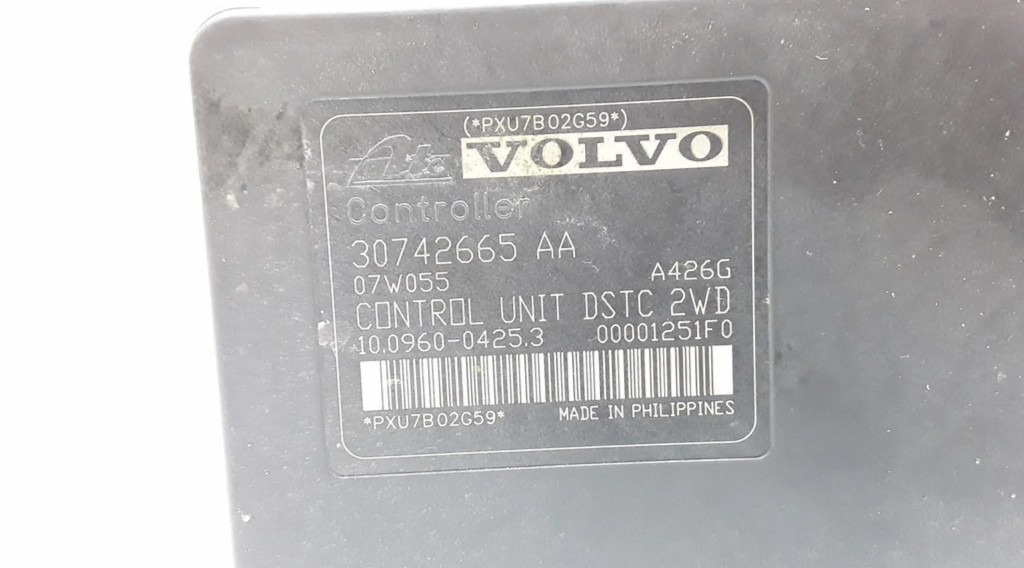 (*PXU7B02G59*)
Ate VOLVO
Controller
30742665 AA
07W055 A426G
CONTROL UNIT DSTC 2WD
10.0960-0425.3 00001251F0
*PXU7B02G59* MADE IN PHILIPPINES